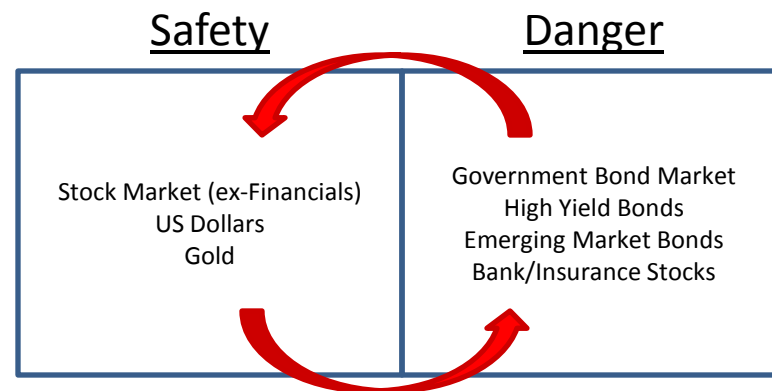 Safety
Danger
Stock Market (ex-Financials)
US Dollars
Gold
Government Bond Market
High Yield Bonds
Emerging Market Bonds
Bank/Insurance Stocks